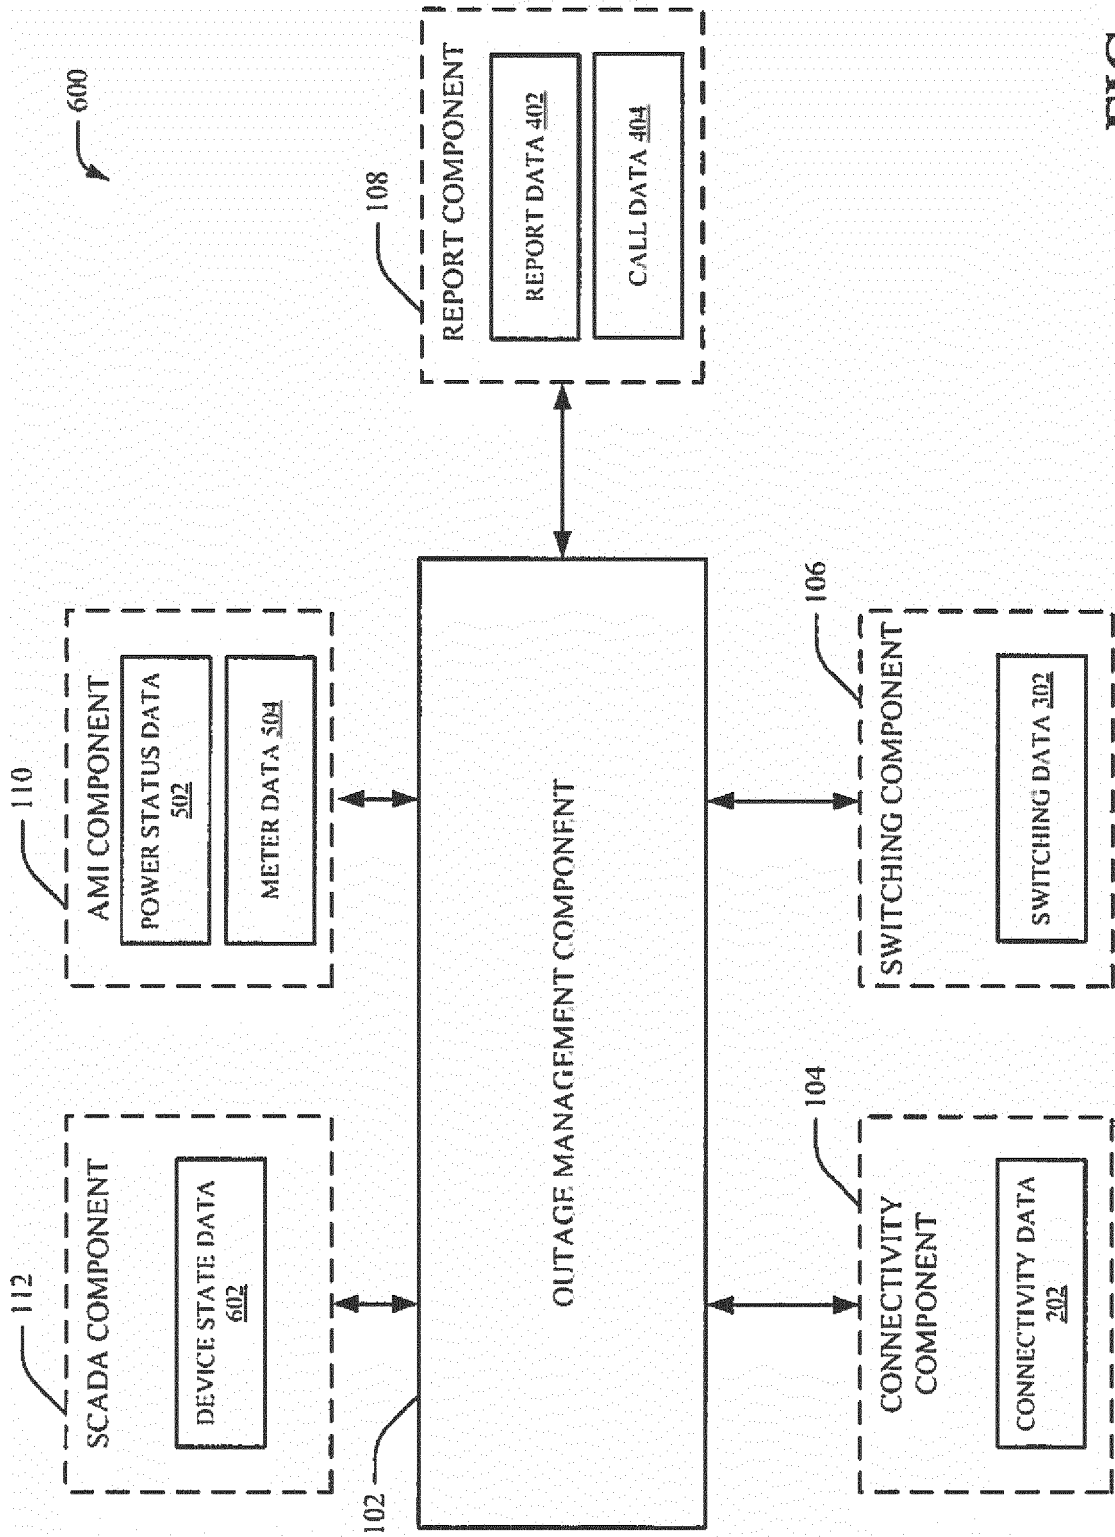 600
112
SCADA COMPONENT
DEVICE STATE DATA
602
110
AMI COMPONENT
POWER STATUS DATA
502
METER DATA 504
108
REPORT COMPONENT
REPORT DATA 402
CALL DATA 404
102
OUTAGE MANAGEMENT COMPONENT
104
CONNECTIVITY
COMPONENT
CONNECTIVITY DATA
202
106
SWITCHING COMPONENT
SWITCHING DATA 302